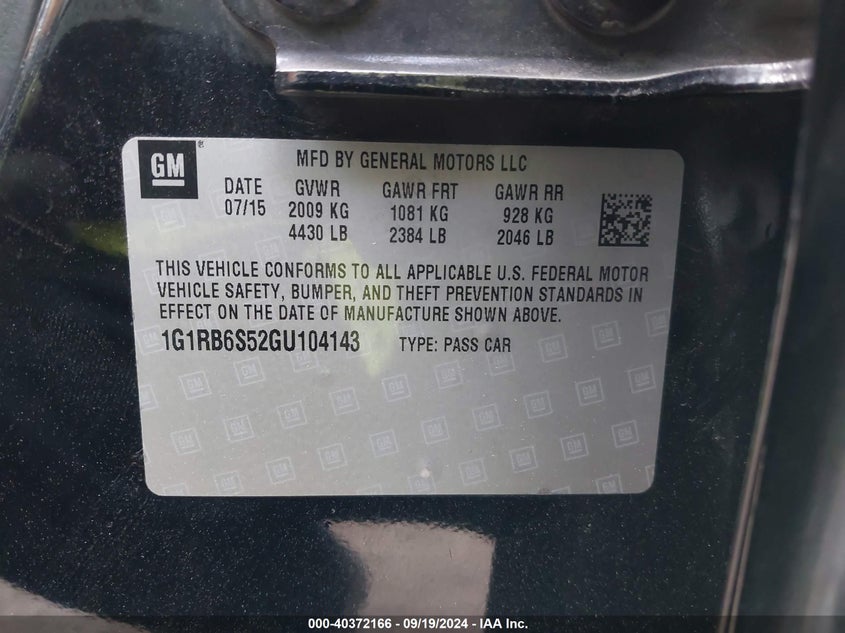 GM
MFD BY GENERAL MOTORS LLC
DATE GVWR GAWR FRT GAWR RR
07/15 2009 KG 1081 KG 928 KG
4430 LB 2384 LB 2046 LB
THIS VEHICLE CONFORMS TO ALL APPLICABLE U.S. FEDERAL MOTOR
VEHICLE SAFETY, BUMPER, AND THEFT PREVENTION STANDARDS IN
EFFECT ON THE DATE OF MANUFACTURE SHOWN ABOVE.
1G1RB6S52GU104143 TYPE: PASS CAR
000-40372166 - 09/19/2024 - IAA Inc.